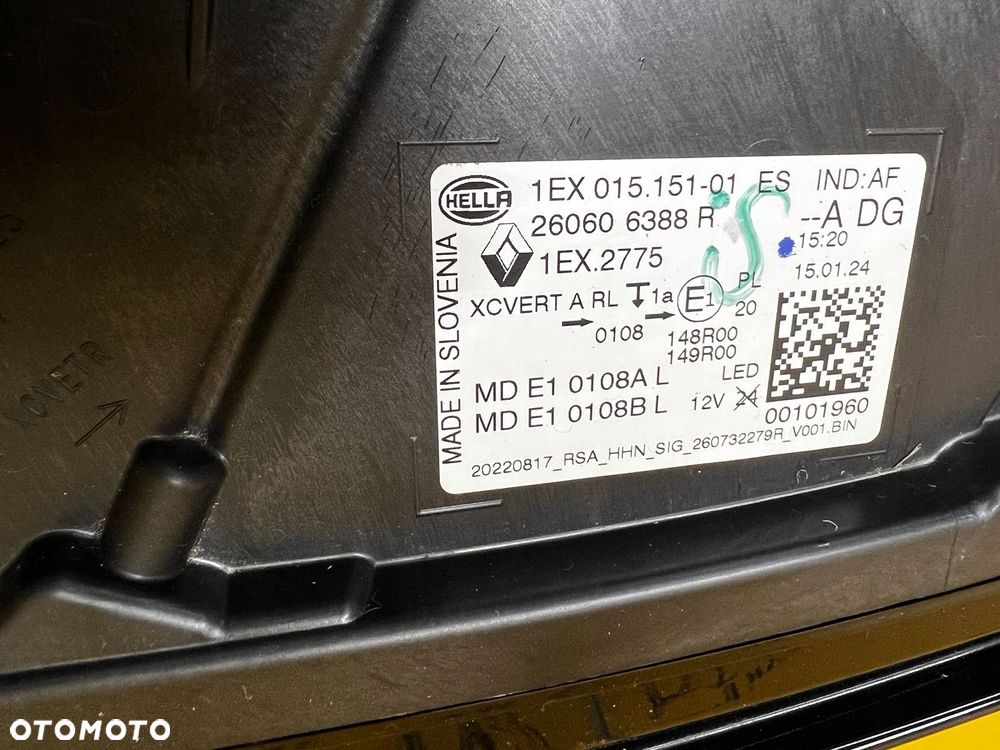 HELLA
1EX 015.151-01 ES IND:AF
26060 6388 R --A DG
15:20
1EX.2775
15.01.24
MADE IN SLOVENIA
XCVERT A RL 1a E1 PL
20
0108
148R00
149R00
MD E1 0108A L LED
MD E1 0108B L 12V 24
00101960
20220817_RSA_HHN_SIG_260732279R_V001.BIN
S
OTOMOTO